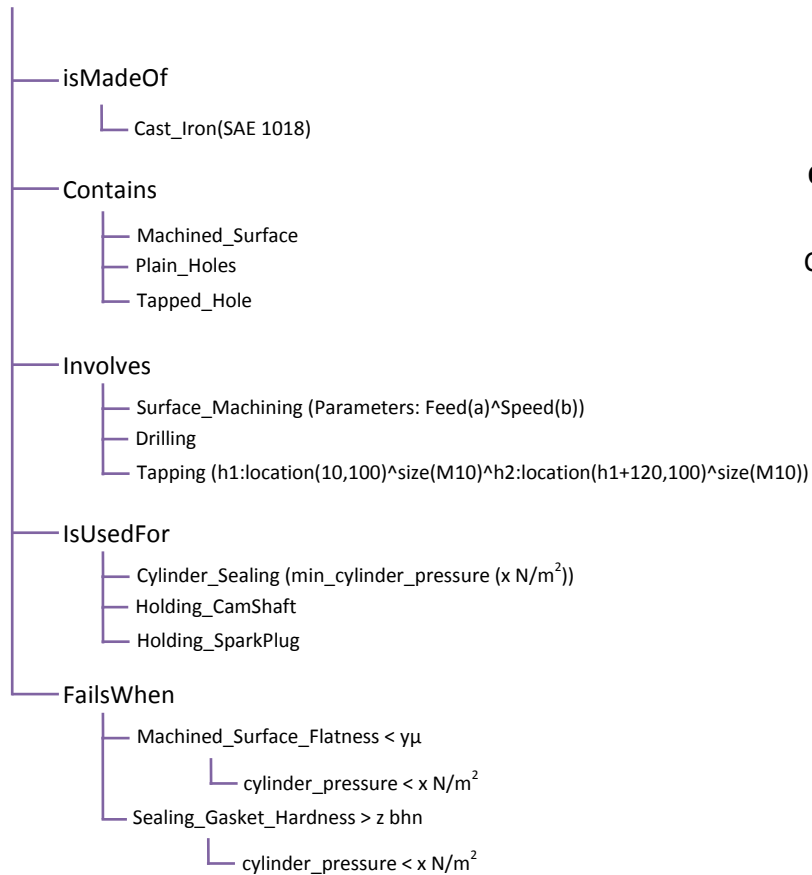 isMadeOf
Cast_Iron(SAE 1018)
Contains
Machined_Surface
Plain_Holes
Tapped_Hole
Involves
Surface_Machining (Parameters: Feed(a)^Speed(b))
Drilling
Tapping (h1:location(10,100)^size(M10)^h2:location(h1+120,100)^size(M10))
IsUsedFor
Cylinder_Sealing (min_cylinder_pressure (x N/m²))
Holding_CamShaft
Holding_SparkPlug
FailsWhen
Machined_Surface_Flatness < yµ
cylinder_pressure < x N/m²
Sealing_Gasket_Hardness > z bhn
cylinder_pressure < x N/m²